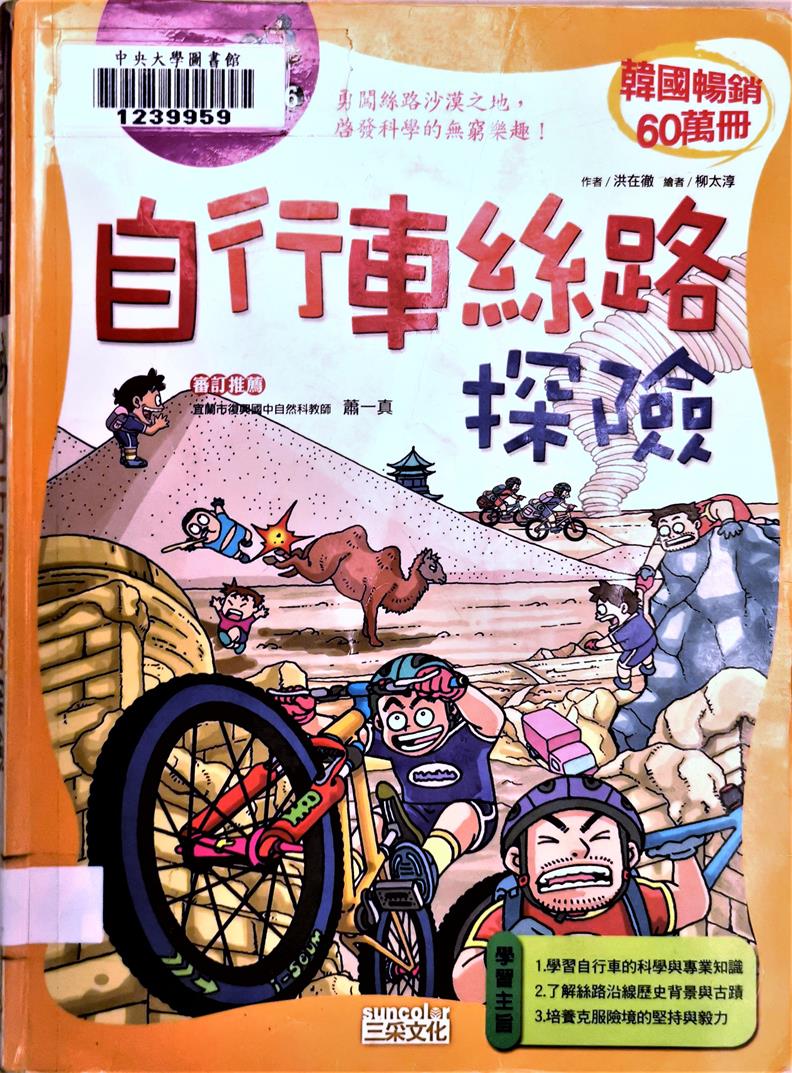 中央大學圖書館
1239959
6
勇闖絲路沙漠之地，
啓發科學的無窮樂趣！
韓國暢銷
60萬冊
作者/洪在徹 繪者/柳太淳
自行車絲路
探險
審訂推薦
宜蘭市復興國中自然科教師 蕭一真
i-SCUM
學習主旨
1.學習自行車的科學與專業知識
2.了解絲路沿線歷史背景與古蹟
3.培養克服險境的堅持與毅力
suncolor
三采文化